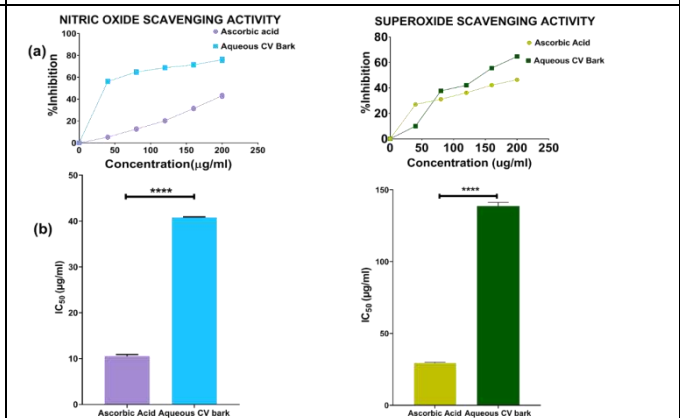 NITRIC OXIDE SCAVENGING ACTIVITY
(a)
%Inhibition
100
80
60
40
20
0
0 50 100 150 200 250
Concentration(µg/ml)
Ascorbic acid
Aqueous CV Bark
SUPEROXIDE SCAVENGING ACTIVITY
%Inhibition
80
60
40
20
0
0 50 100 150 200 250
Concentration (ug/ml)
Ascorbic Acid
Aqueous CV Bark
(b)
IC50 (µg/ml)
50
40
30
20
10
0
****
Ascorbic Acid Aqueous CV bark
IC50 (µg/ml)
150
100
50
0
****
Ascorbic Acid Aqueous CV bark